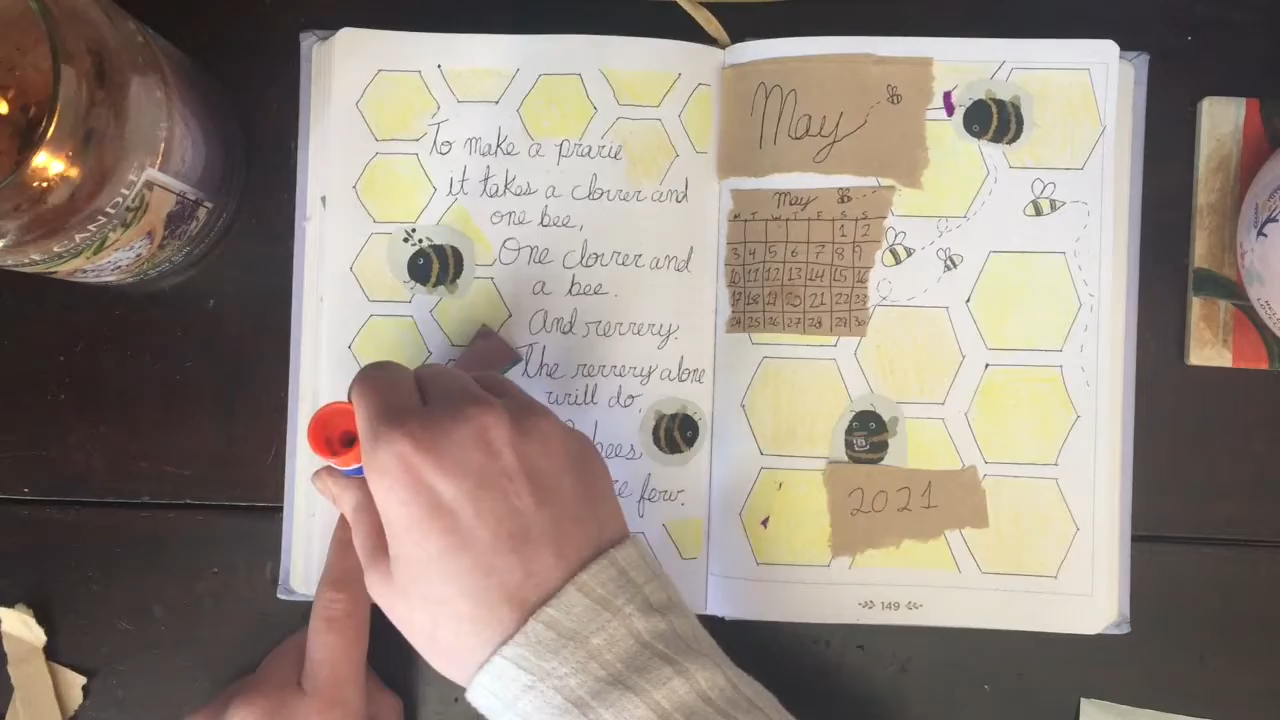 To make a prarie
it takes a clover and
one bee,
One clover and
a bee.
And revery.
The revery alone
will do,
bees
few.
May
May
M T W T F S S
1 2
3 4 5 6 7 8 9
10 11 12 13 14 15 16
17 18 19 20 21 22 23
24 25 26 27 28 29 30
2021
149
CANDLE